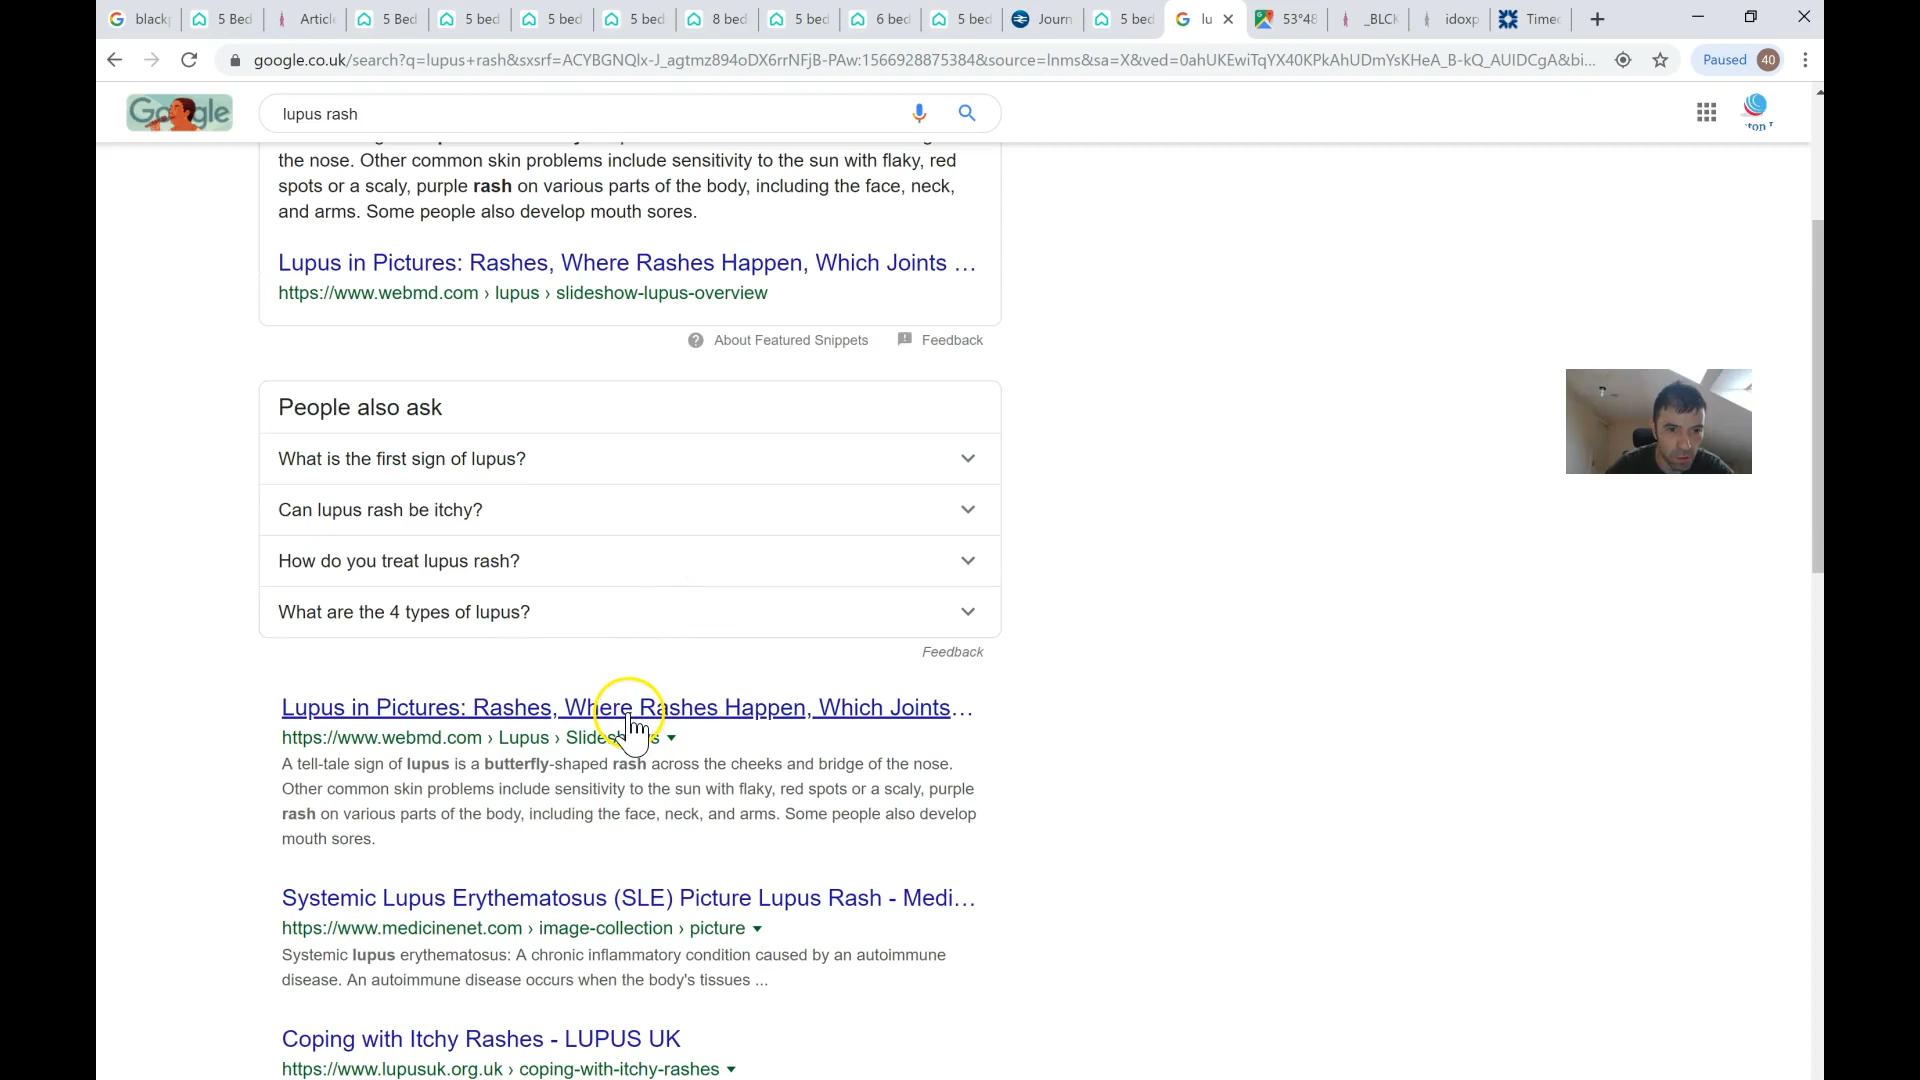 black
5 Bed
Article
5 Bed
5 bed
5 bed
5 bed
8 bed
5 bed
6 bed
5 bed
Journ
5 bed
lu
53°48
_BLCK
idoxp
Timec
google.co.uk/search?q=lupus+rash&sxsrf=ACYBGNQlx-J_agtmz894oDX6rrNFjB-PAw:1566928875384&source=lnms&sa=X&ved=0ahUKEwiTqYX40KPkAhUDmYsKHeA_B-kQ_AUIDCgA&bi...
Paused 40
Google
lupus rash
the nose. Other common skin problems include sensitivity to the sun with flaky, red
spots or a scaly, purple rash on various parts of the body, including the face, neck,
and arms. Some people also develop mouth sores.
Lupus in Pictures: Rashes, Where Rashes Happen, Which Joints ...
https://www.webmd.com › lupus › slideshow-lupus-overview
About Featured Snippets Feedback
People also ask
What is the first sign of lupus?
Can lupus rash be itchy?
How do you treat lupus rash?
What are the 4 types of lupus?
Feedback
Lupus in Pictures: Rashes, Where Rashes Happen, Which Joints...
https://www.webmd.com › Lupus › Slideshows
A tell-tale sign of lupus is a butterfly-shaped rash across the cheeks and bridge of the nose.
Other common skin problems include sensitivity to the sun with flaky, red spots or a scaly, purple
rash on various parts of the body, including the face, neck, and arms. Some people also develop
mouth sores.
Systemic Lupus Erythematosus (SLE) Picture Lupus Rash - Medi...
https://www.medicinenet.com › image-collection › picture
Systemic lupus erythematosus: A chronic inflammatory condition caused by an autoimmune
disease. An autoimmune disease occurs when the body's tissues ...
Coping with Itchy Rashes - LUPUS UK
https://www.lupusuk.org.uk › coping-with-itchy-rashes